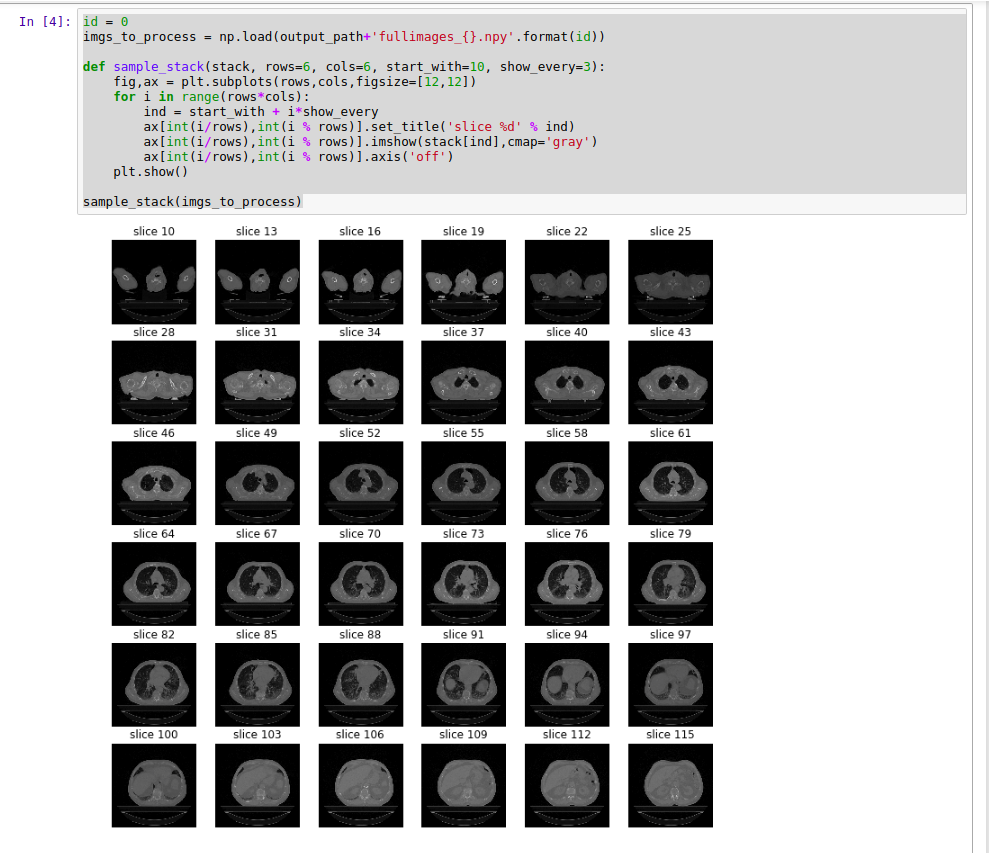 In [4]:
id = 0
imgs_to_process = np.load(output_path+'fullimages_{}.npy'.format(id))
def sample_stack(stack, rows=6, cols=6, start_with=10, show_every=3):
    fig,ax = plt.subplots(rows,cols,figsize=[12,12])
    for i in range(rows*cols):
        ind = start_with + i*show_every
        ax[int(i/rows),int(i % rows)].set_title('slice %d' % ind)
        ax[int(i/rows),int(i % rows)].imshow(stack[ind],cmap='gray')
        ax[int(i/rows),int(i % rows)].axis('off')
    plt.show()
sample_stack(imgs_to_process)
slice 10 slice 13 slice 16 slice 19 slice 22 slice 25
slice 28 slice 31 slice 34 slice 37 slice 40 slice 43
slice 46 slice 49 slice 52 slice 55 slice 58 slice 61
slice 64 slice 67 slice 70 slice 73 slice 76 slice 79
slice 82 slice 85 slice 88 slice 91 slice 94 slice 97
slice 100 slice 103 slice 106 slice 109 slice 112 slice 115